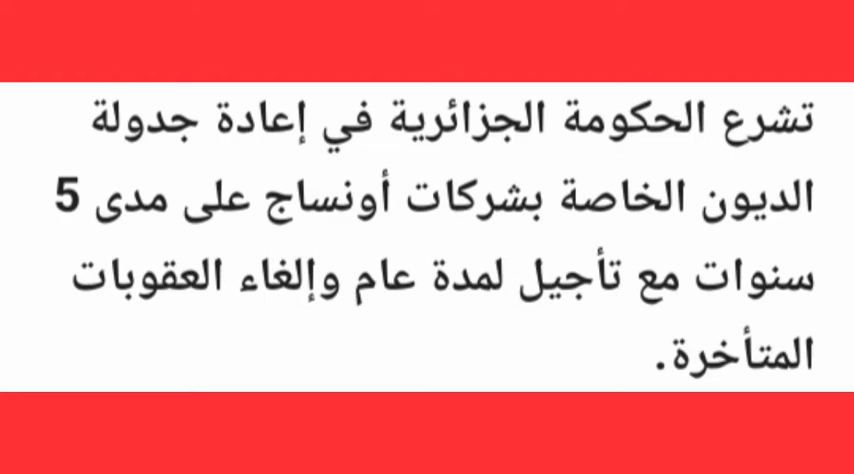 تشرع الحكومة الجزائرية في إعادة جدولة
الديون الخاصة بشركات أونساج على مدى 5
سنوات مع تأجيل لمدة عام وإلغاء العقوبات
المتأخرة.